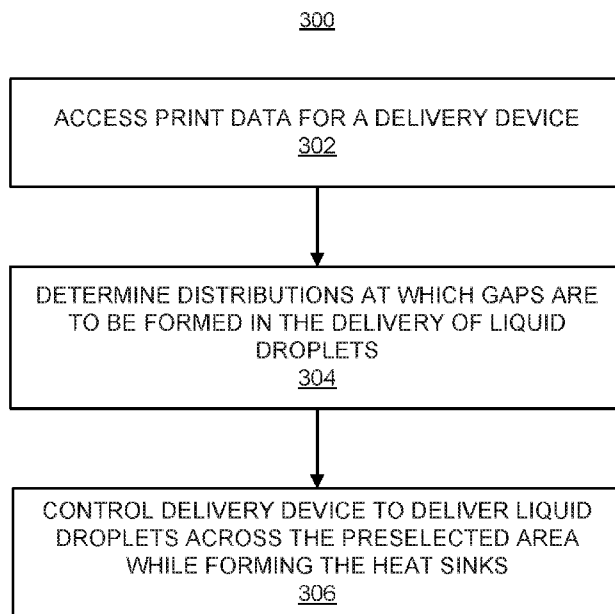 300
ACCESS PRINT DATA FOR A DELIVERY DEVICE
302
DETERMINE DISTRIBUTIONS AT WHICH GAPS ARE
TO BE FORMED IN THE DELIVERY OF LIQUID
DROPLETS
304
CONTROL DELIVERY DEVICE TO DELIVER LIQUID
DROPLETS ACROSS THE PRESELECTED AREA
WHILE FORMING THE HEAT SINKS
306